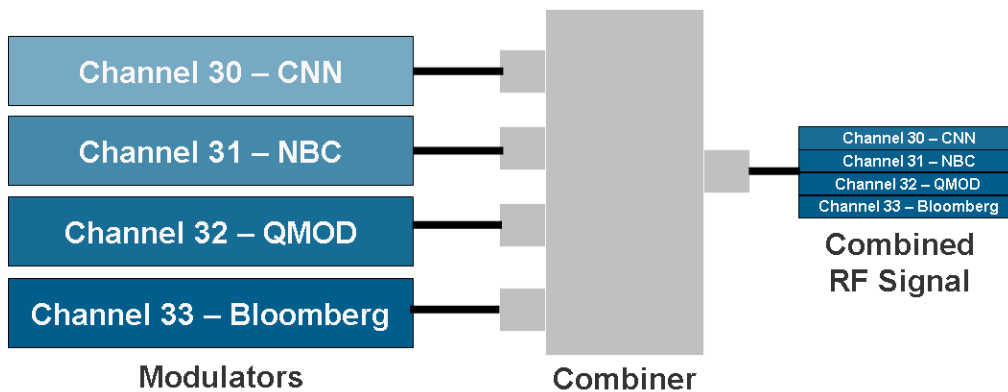 Channel 30 – CNN
Channel 31 – NBC
Channel 32 – QMOD
Channel 33 – Bloomberg
Modulators
Combiner
Channel 30 – CNN
Channel 31 – NBC
Channel 32 – QMOD
Channel 33 – Bloomberg
Combined
RF Signal